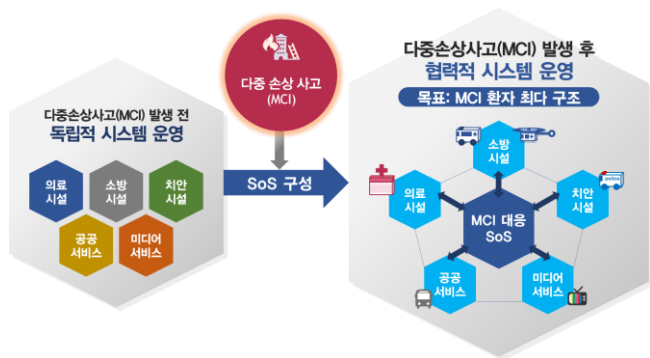 다중손상사고(MCI) 발생 전
독립적 시스템 운영
의료
시설
소방
시설
치안
시설
공공
서비스
미디어
서비스
다중 손상 사고
(MCI)
SoS 구성
다중손상사고(MCI) 발생 후
협력적 시스템 운영
목표: MCI 환자 최다 구조
소방
시설
의료
시설
치안
시설
MCI 대응
SoS
공공
서비스
미디어
서비스